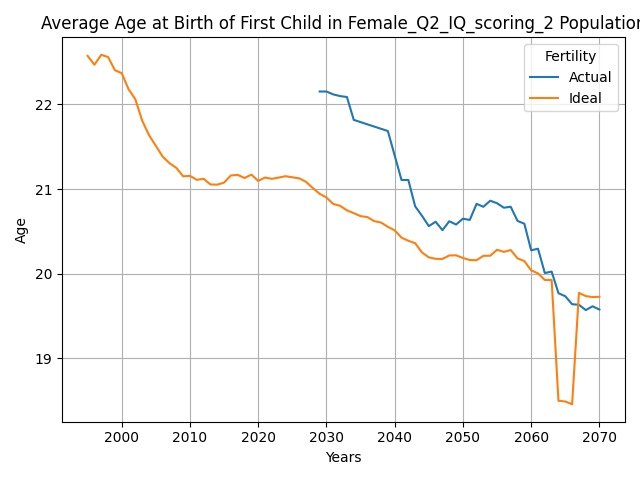 Average Age at Birth of First Child in Female_Q2_IQ_scoring_2 Population
Fertility
Actual
Ideal
Age
22
21
20
19
2000 2010 2020 2030 2040 2050 2060 2070
Years